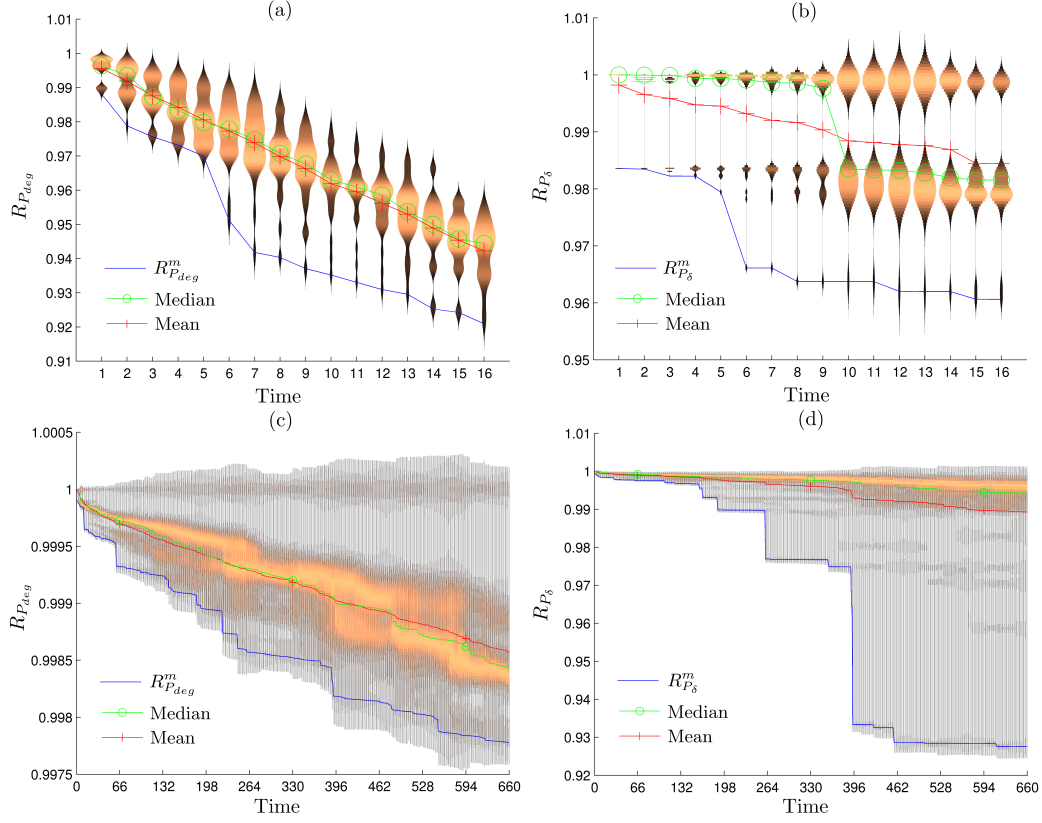 (a)
1.01
1
0.99
0.98
0.97
0.96
0.95
0.94
0.93
0.92
0.91
R_{P_{deg}}
R^m_{P_{deg}}
Median
Mean
1 2 3 4 5 6 7 8 9 10 11 12 13 14 15 16
Time
(b)
1.01
1
0.99
0.98
0.97
0.96
0.95
R_{P_δ}
R^m_{P_δ}
Median
Mean
1 2 3 4 5 6 7 8 9 10 11 12 13 14 15 16
Time
(c)
1.0005
1
0.9995
0.999
0.9985
0.998
0.9975
R_{P_{deg}}
R^m_{P_{deg}}
Median
Mean
0 66 132 198 264 330 396 462 528 594 660
Time
(d)
1.01
1
0.99
0.98
0.97
0.96
0.95
0.94
0.93
0.92
R_{P_δ}
R^m_{P_δ}
Median
Mean
0 66 132 198 264 330 396 462 528 594 660
Time